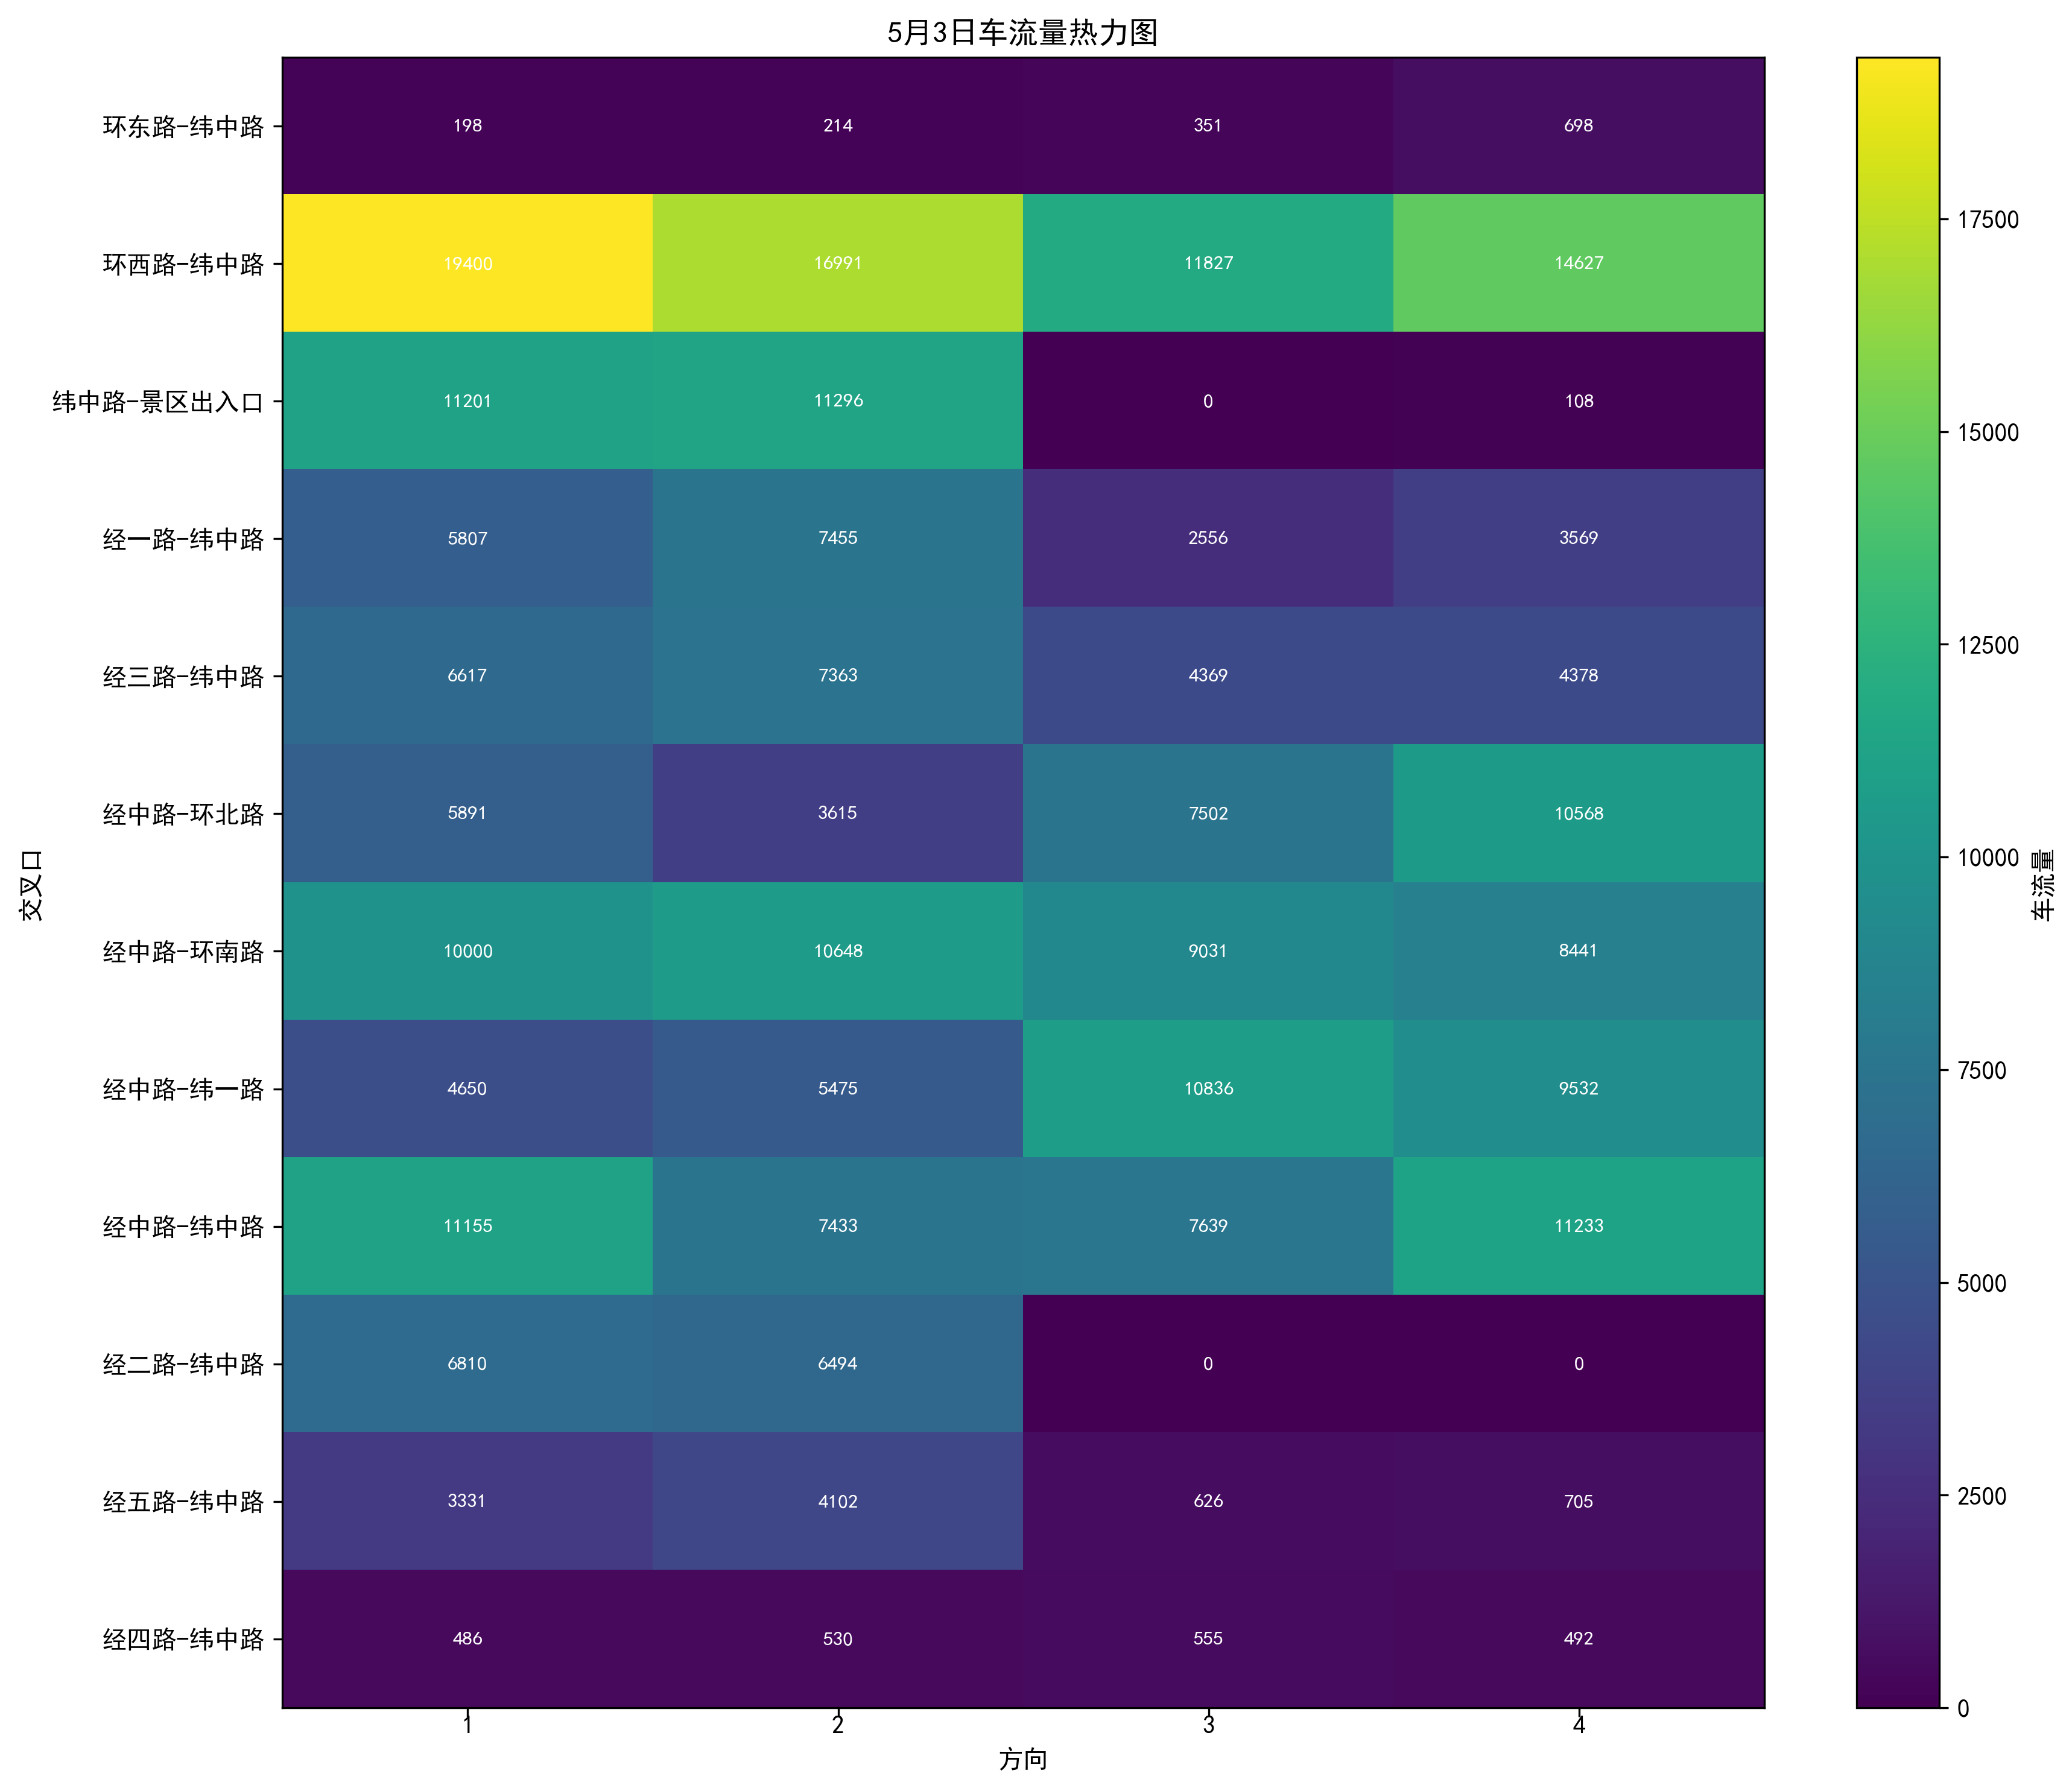 5月3日车流量热力图
交叉口
环东路-纬中路 198 214 351 698
环西路-纬中路 19400 16991 11827 14627
纬中路-景区出入口 11201 11296 0 108
经一路-纬中路 5807 7455 2556 3569
经三路-纬中路 6617 7363 4369 4378
经中路-环北路 5891 3615 7502 10568
经中路-环南路 10000 10648 9031 8441
经中路-纬一路 4650 5475 10836 9532
经中路-纬中路 11155 7433 7639 11233
经二路-纬中路 6810 6494 0 0
经五路-纬中路 3331 4102 626 705
经四路-纬中路 486 530 555 492
1 2 3 4
方向
17500
15000
12500
10000
7500
5000
2500
0
车流量